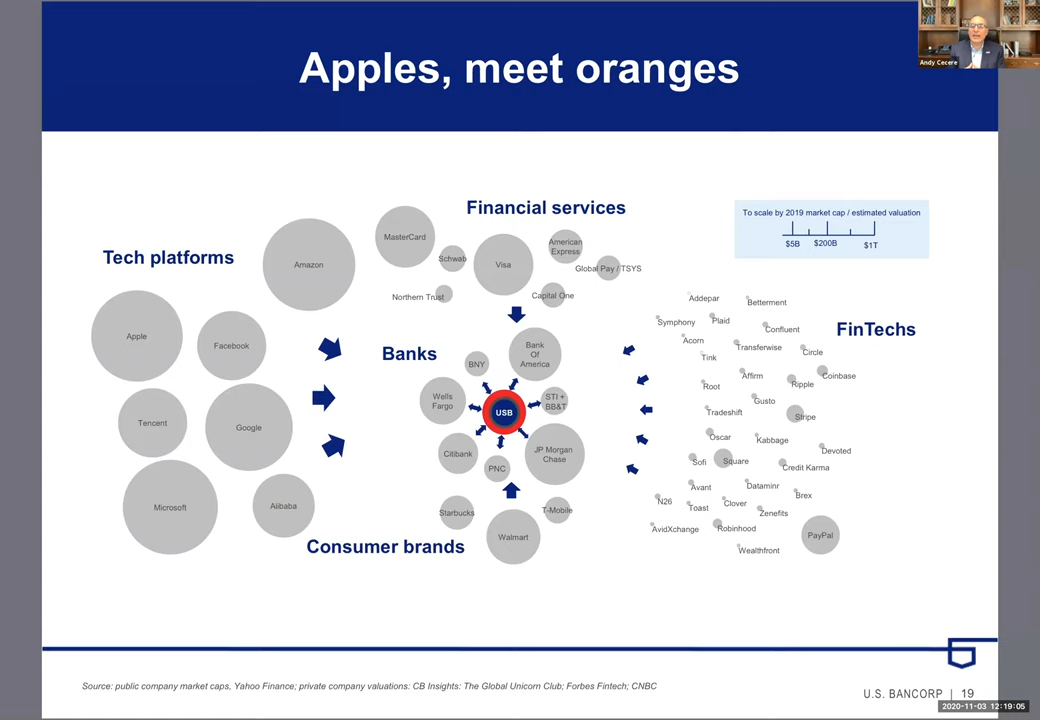 Apples, meet oranges
Andy Cecere
Financial services
To scale by 2019 market cap / estimated valuation
$5B
$200B
$1T
Tech platforms
Amazon
Apple
Facebook
Tencent
Google
Microsoft
Alibaba
MasterCard
Schwab
Visa
American
Express
Global Pay / TSYS
Northern Trust
Capital One
Banks
BNY
Bank
Of
America
Wells
Fargo
USB
STI +
BB&T
Citibank
PNC
JP Morgan
Chase
Starbucks
T-Mobile
Walmart
Consumer brands
FinTechs
Addepar
Betterment
Symphony
Plaid
Confluent
Acorn
Transferwise
Circle
Tink
Affirm
Coinbase
Root
Ripple
Gusto
Tradeshift
Stripe
Oscar
Kabbage
Devoted
Sofi
Square
Credit Karma
Avant
Dataminr
Brex
N26
Toast
Clover
Zenefits
AvidXchange
Robinhood
PayPal
Wealthfront
Source: public company market caps, Yahoo Finance; private company valuations: CB Insights: The Global Unicorn Club; Forbes Fintech; CNBC
U.S. BANCORP | 19
2020-11-03 12:19:05